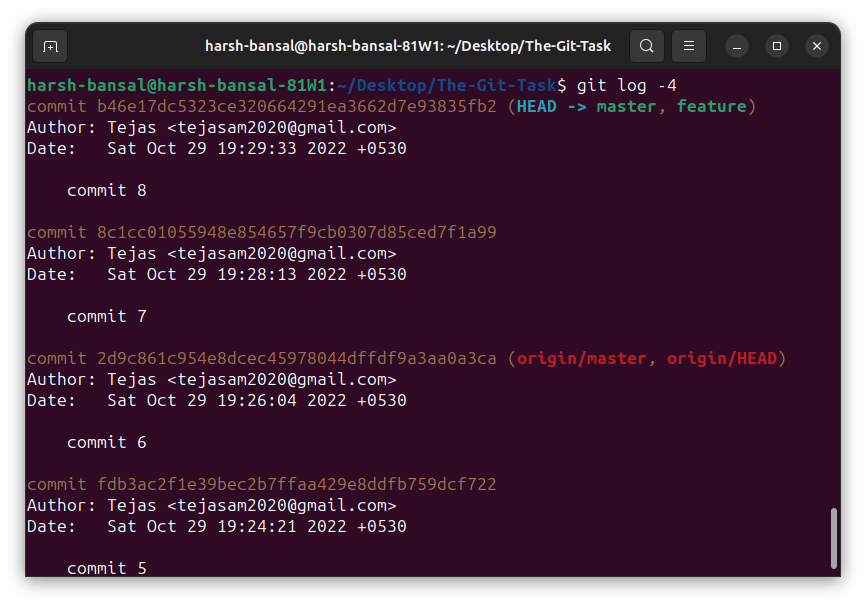 harsh-bansal@harsh-bansal-81W1: ~/Desktop/The-Git-Task
harsh-bansal@harsh-bansal-81W1:~/Desktop/The-Git-Task$ git log -4
commit b46e17dc5323ce320664291ea3662d7e93835fb2 (HEAD -> master, feature)
Author: Tejas <tejasam2020@gmail.com>
Date:   Sat Oct 29 19:29:33 2022 +0530
commit 8
commit 8c1cc01055948e854657f9cb0307d85ced7f1a99
Author: Tejas <tejasam2020@gmail.com>
Date:   Sat Oct 29 19:28:13 2022 +0530
commit 7
commit 2d9c861c954e8dcec45978044dffdf9a3aa0a3ca (origin/master, origin/HEAD)
Author: Tejas <tejasam2020@gmail.com>
Date:   Sat Oct 29 19:26:04 2022 +0530
commit 6
commit fdb3ac2f1e39bec2b7ffaa429e8ddfb759dcf722
Author: Tejas <tejasam2020@gmail.com>
Date:   Sat Oct 29 19:24:21 2022 +0530
commit 5